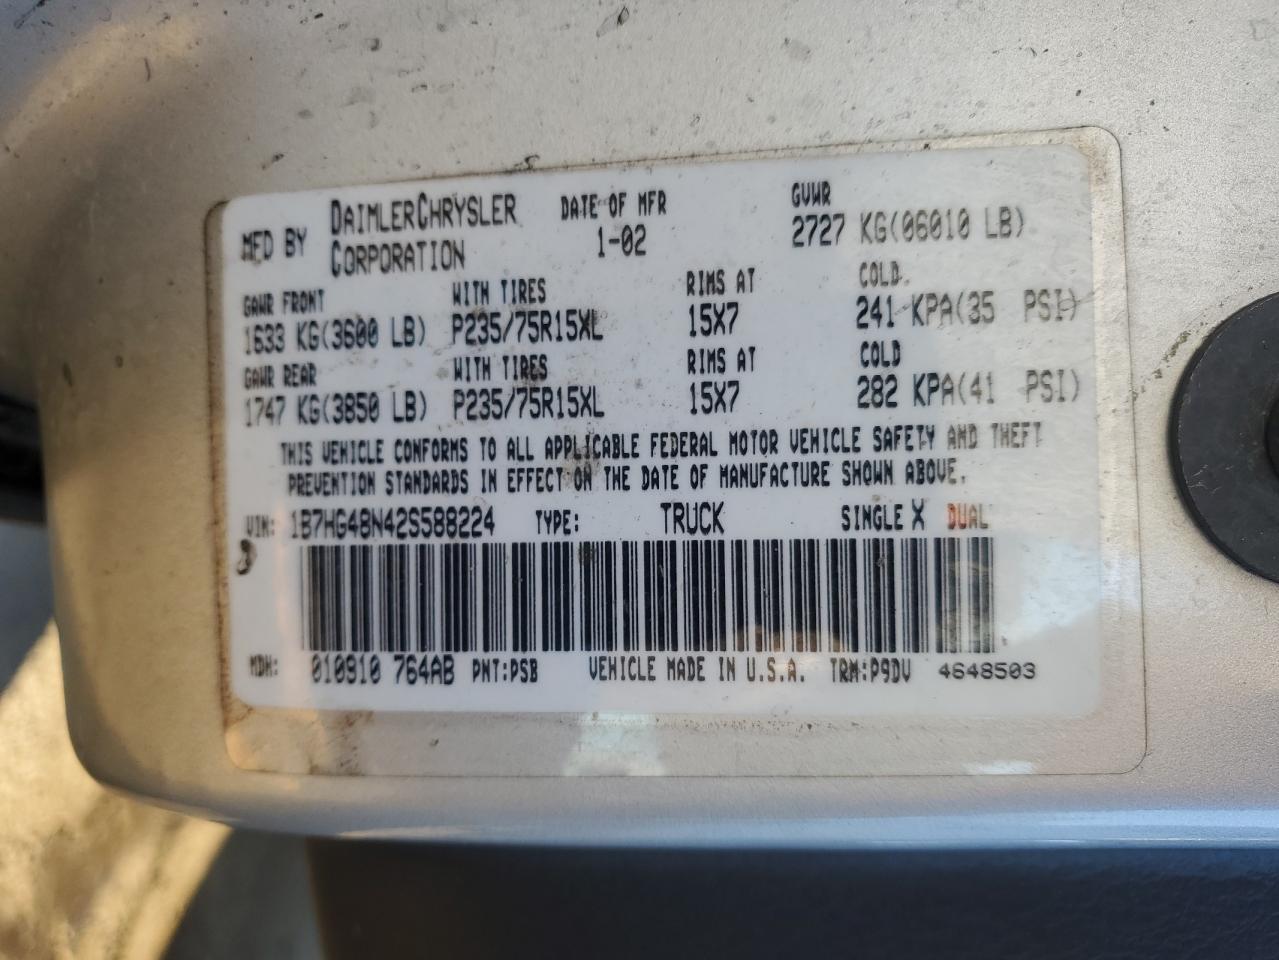 MFD BY DAIMLERCHRYSLER CORPORATION DATE OF MFR 1-02 GVWR 2727 KG(06010 LB)
GAWR FRONT WITH TIRES RIMS AT COLD.
1633 KG(3600 LB) P235/75R15XL 15X7 241 KPA(35 PSI)
GAWR REAR WITH TIRES RIMS AT COLD
1747 KG(3850 LB) P235/75R15XL 15X7 282 KPA(41 PSI)
THIS VEHICLE CONFORMS TO ALL APPLICABLE FEDERAL MOTOR VEHICLE SAFETY AND THEFT
PREVENTION STANDARDS IN EFFECT ON THE DATE OF MANUFACTURE SHOWN ABOVE.
VIN: 1B7HG48N42S588224 TYPE: TRUCK SINGLE X DUAL
MDH: 010910 764AB PNT:PSB VEHICLE MADE IN U.S.A. TRM:P9DV 4648503